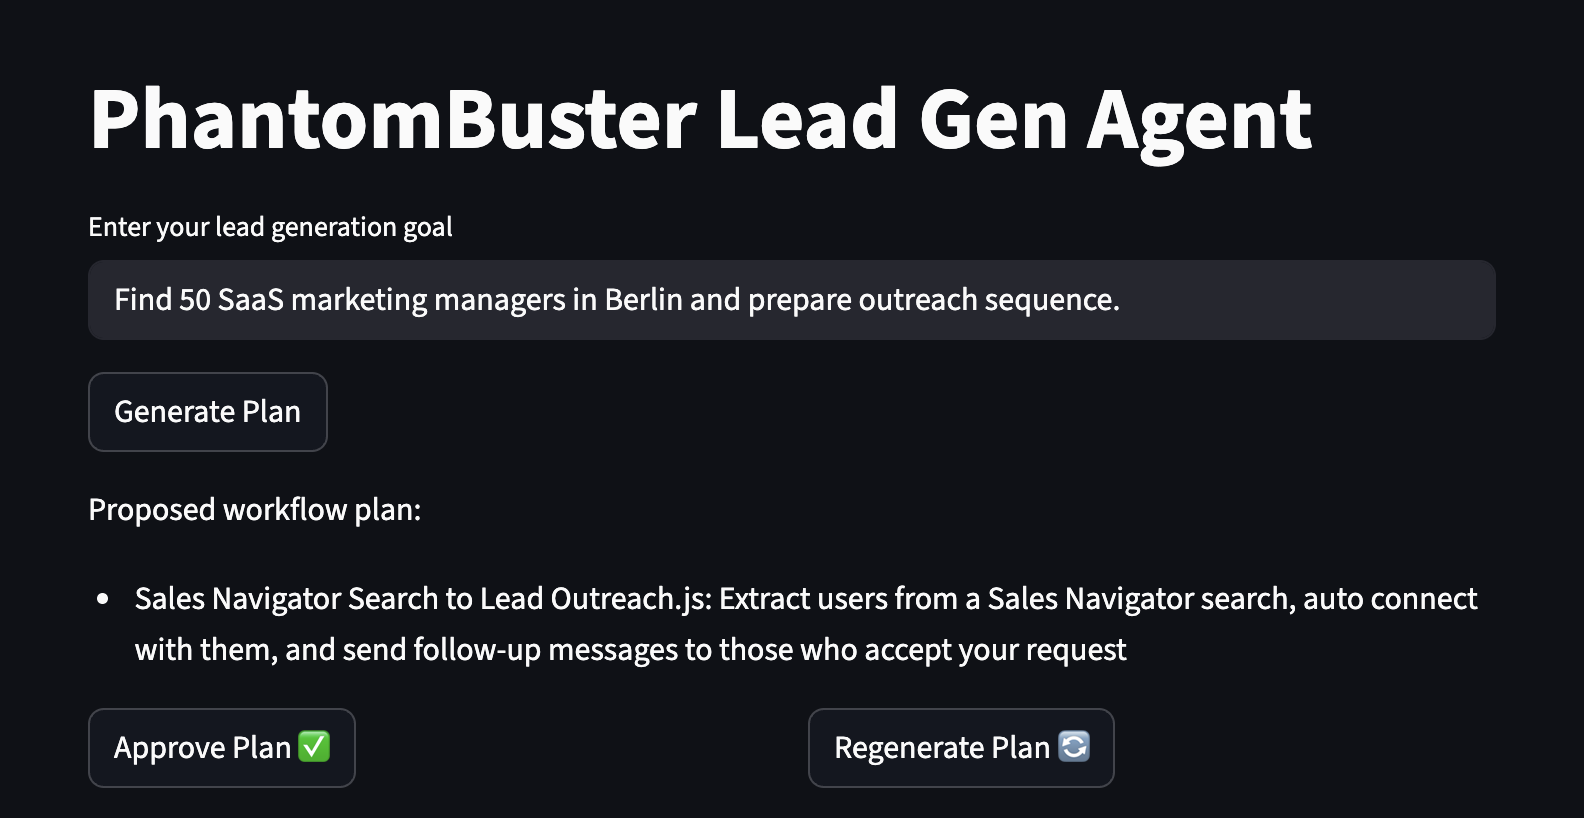 PhantomBuster Lead Gen Agent
Enter your lead generation goal
Find 50 SaaS marketing managers in Berlin and prepare outreach sequence.
Generate Plan
Proposed workflow plan:
• Sales Navigator Search to Lead Outreach.js: Extract users from a Sales Navigator search, auto connect
with them, and send follow-up messages to those who accept your request
Approve Plan ✅
Regenerate Plan 🔄